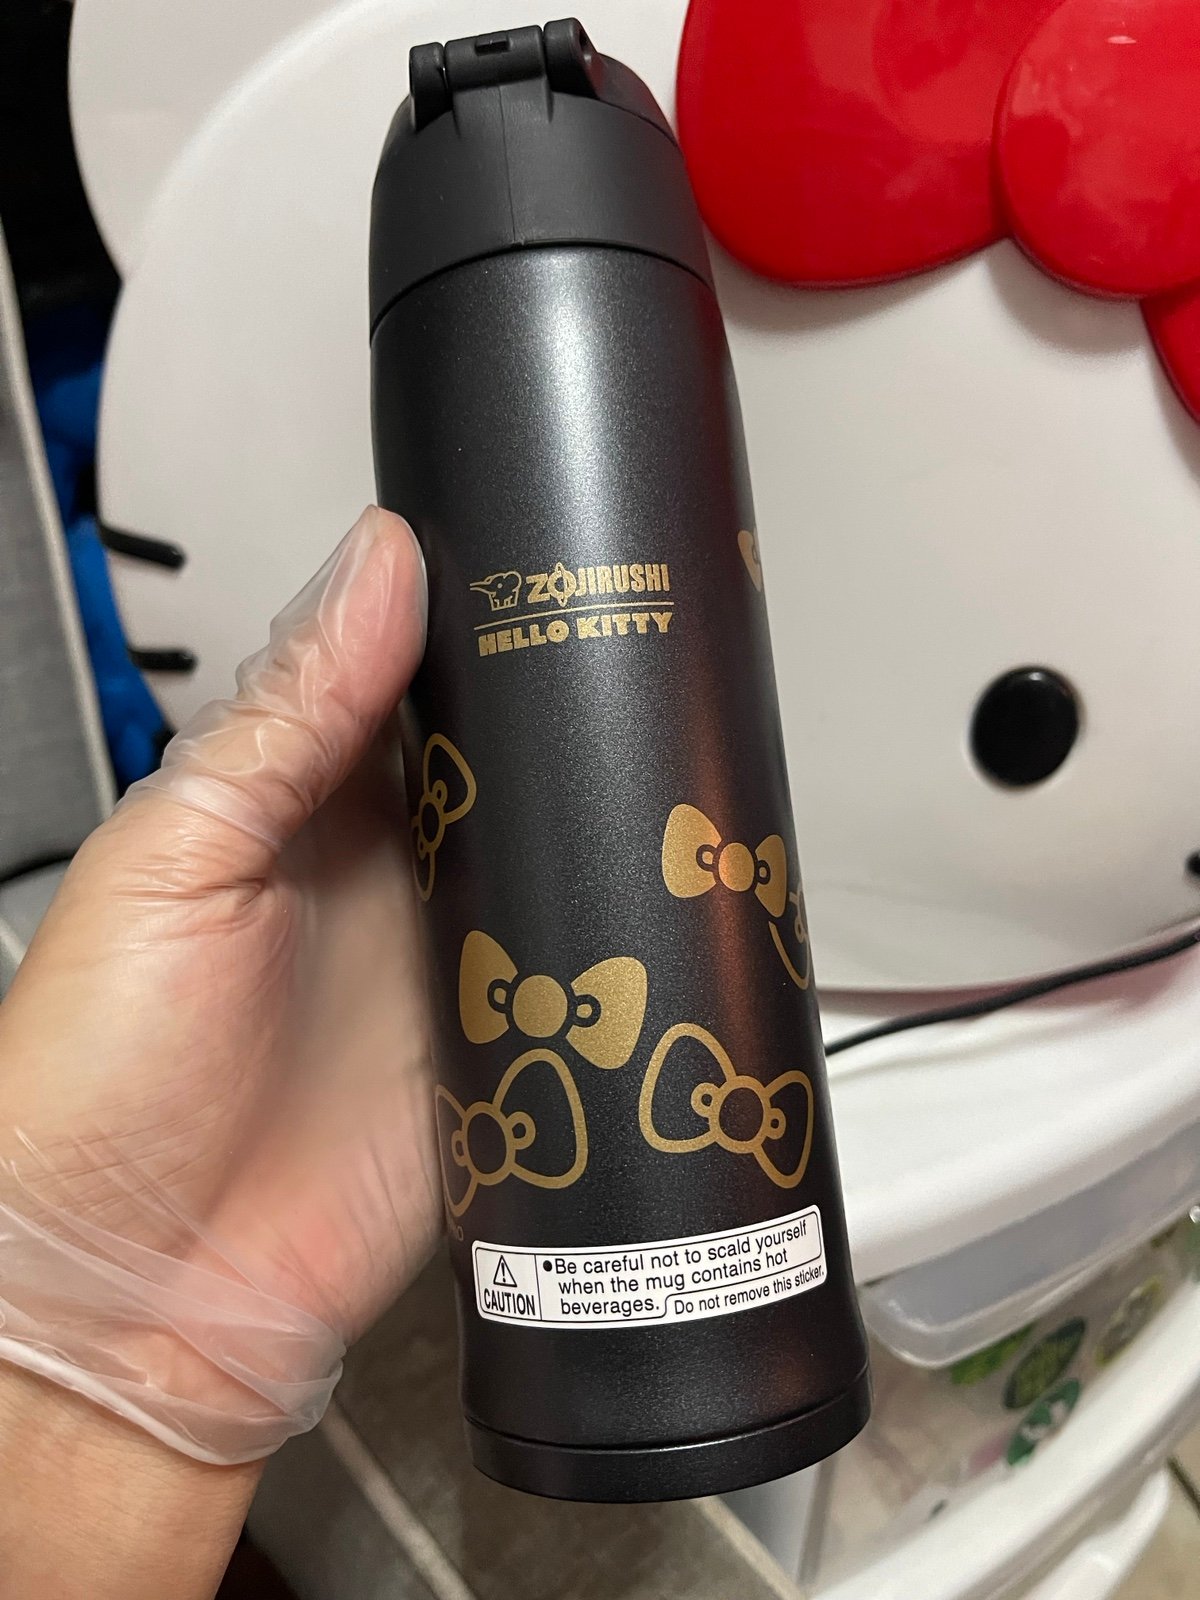 ZOJIRUSHI
HELLO KITTY
CAUTION
•Be careful not to scald yourself
when the mug contains hot
beverages.
Do not remove this sticker.